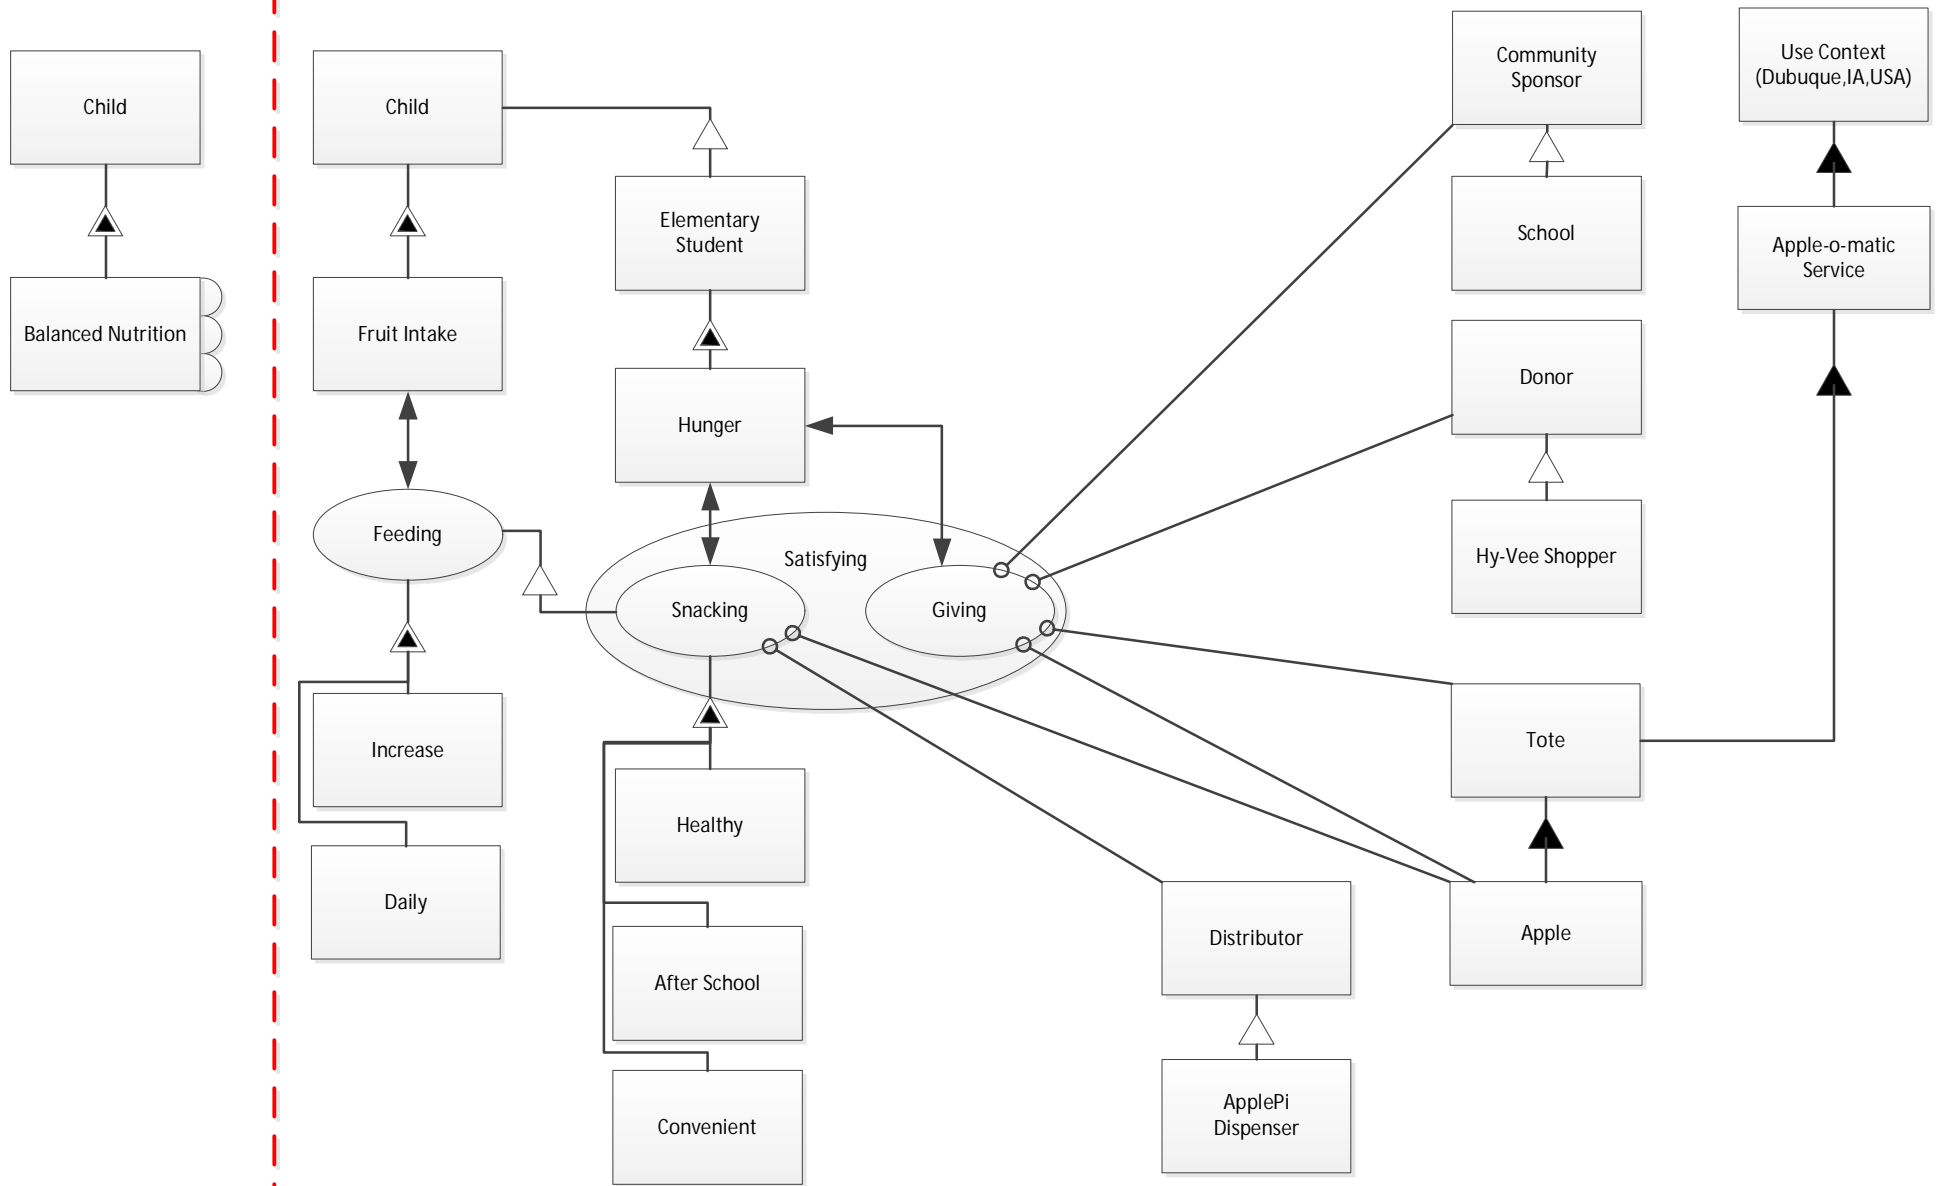 Child
Balanced Nutrition
Child
Fruit Intake
Feeding
Increase
Daily
Elementary
Student
Hunger
Satisfying
Snacking
Giving
Healthy
After School
Convenient
Community
Sponsor
School
Donor
Hy-Vee Shopper
Tote
Apple
Distributor
ApplePi
Dispenser
Use Context
(Dubuque,IA,USA)
Apple-o-matic
Service